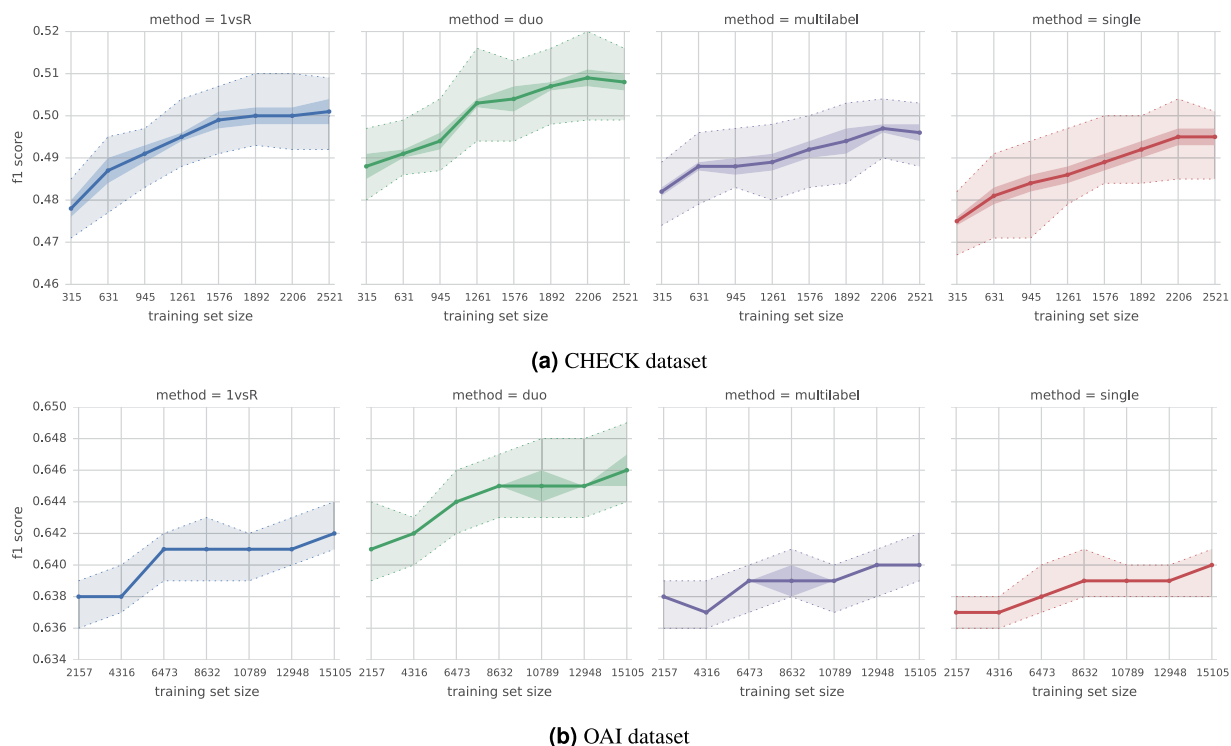 method = 1vsR method = duo method = multilabel method = single
0.52
0.51
0.50
0.49
0.48
0.47
0.46
f1 score
315 631 945 1261 1576 1892 2206 2521 315 631 945 1261 1576 1892 2206 2521 315 631 945 1261 1576 1892 2206 2521 315 631 945 1261 1576 1892 2206 2521
training set size training set size training set size training set size
(a) CHECK dataset
method = 1vsR method = duo method = multilabel method = single
0.650
0.648
0.646
0.644
0.642
0.640
0.638
0.636
0.634
f1 score
2157 4316 6473 8632 10789 12948 15105 2157 4316 6473 8632 10789 12948 15105 2157 4316 6473 8632 10789 12948 15105 2157 4316 6473 8632 10789 12948 15105
training set size training set size training set size training set size
(b) OAI dataset